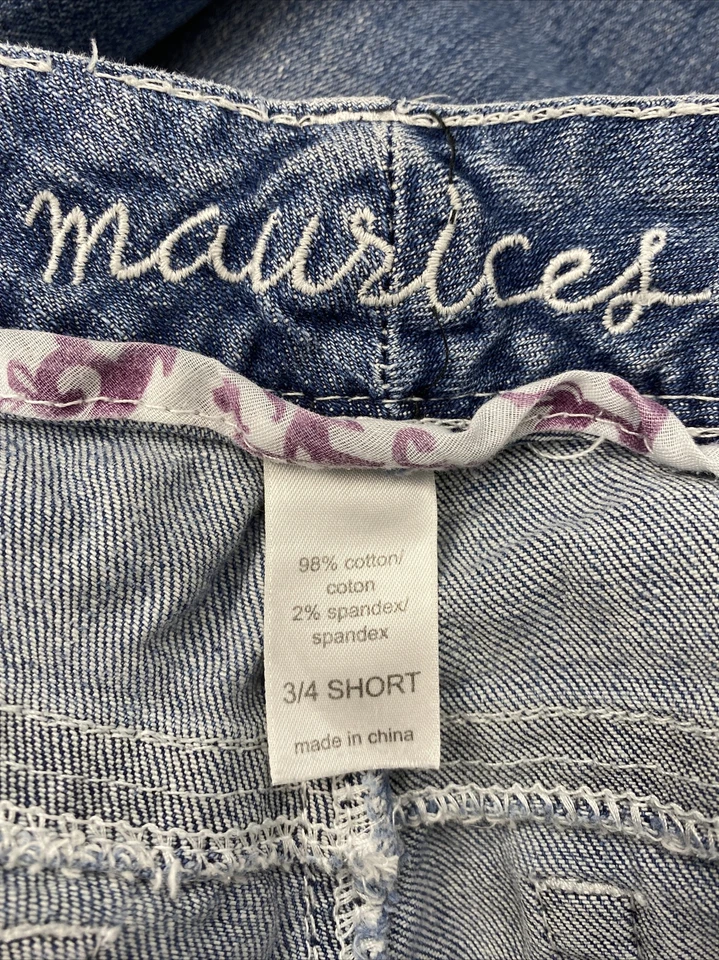 maurices
98% cotton/
coton
2% spandex/
spandex
3/4 SHORT
made in china